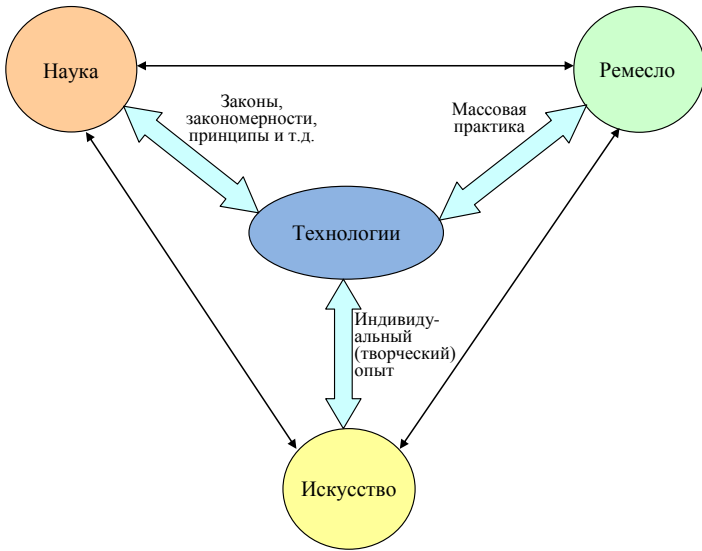 Наука
Ремесло
Законы,
закономерности,
принципы и т.д.
Массовая
практика
Технологии
Индивиду-
альный
(творческий)
опыт
Искусство